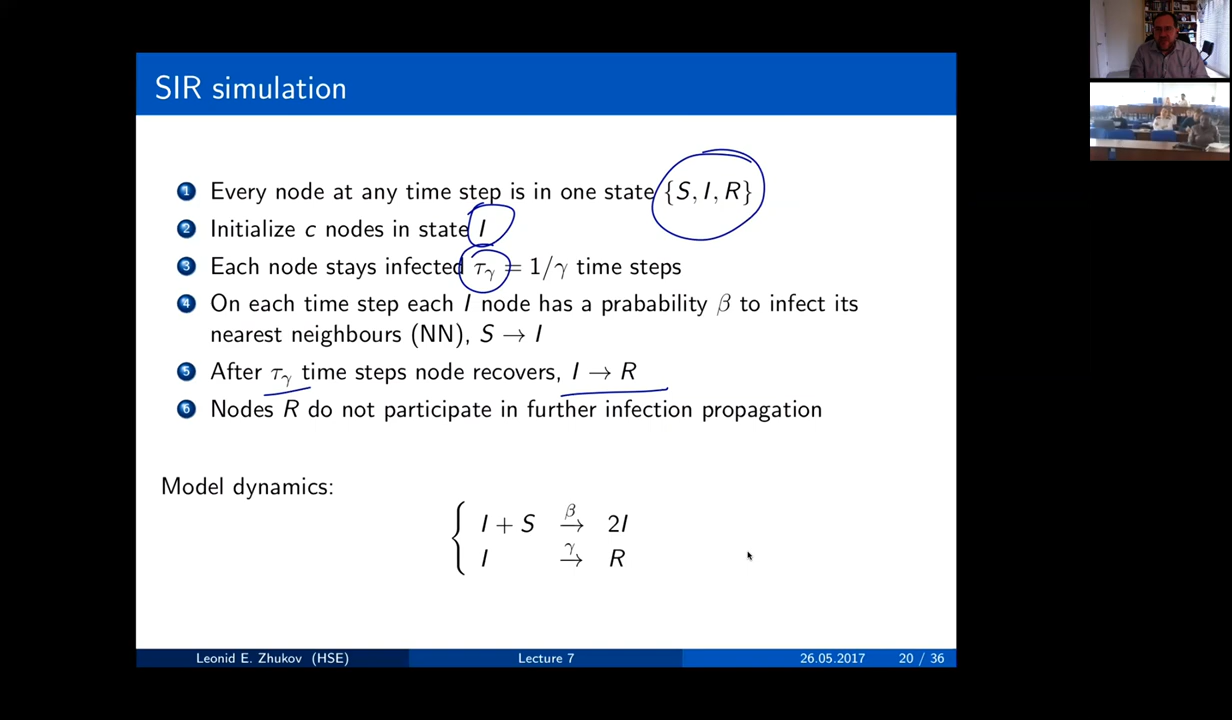 SIR simulation
1 Every node at any time step is in one state {S, I, R}
2 Initialize c nodes in state I
3 Each node stays infected τγ = 1/γ time steps
4 On each time step each I node has a prabability β to infect its
nearest neighbours (NN), S → I
5 After τγ time steps node recovers, I → R
6 Nodes R do not participate in further infection propagation
Model dynamics:
I + S β→ 2I
I γ→ R
Leonid E. Zhukov (HSE) Lecture 7 26.05.2017 20 / 36